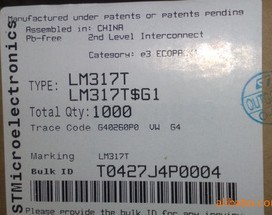 Manufactured under patents or patents pending
Assembled in: CHINA
Pb-free 2nd Level Interconnect
Category: e3 ECOPA
STMicroelectronics
TYPE: LM317T
LM317T$G1
Total Qty: 1000
Trace Code G40260P0 VW G4
Marking LM317T
Bulk ID T0427J4P0004
Please provide the bulk ID for any inquiry